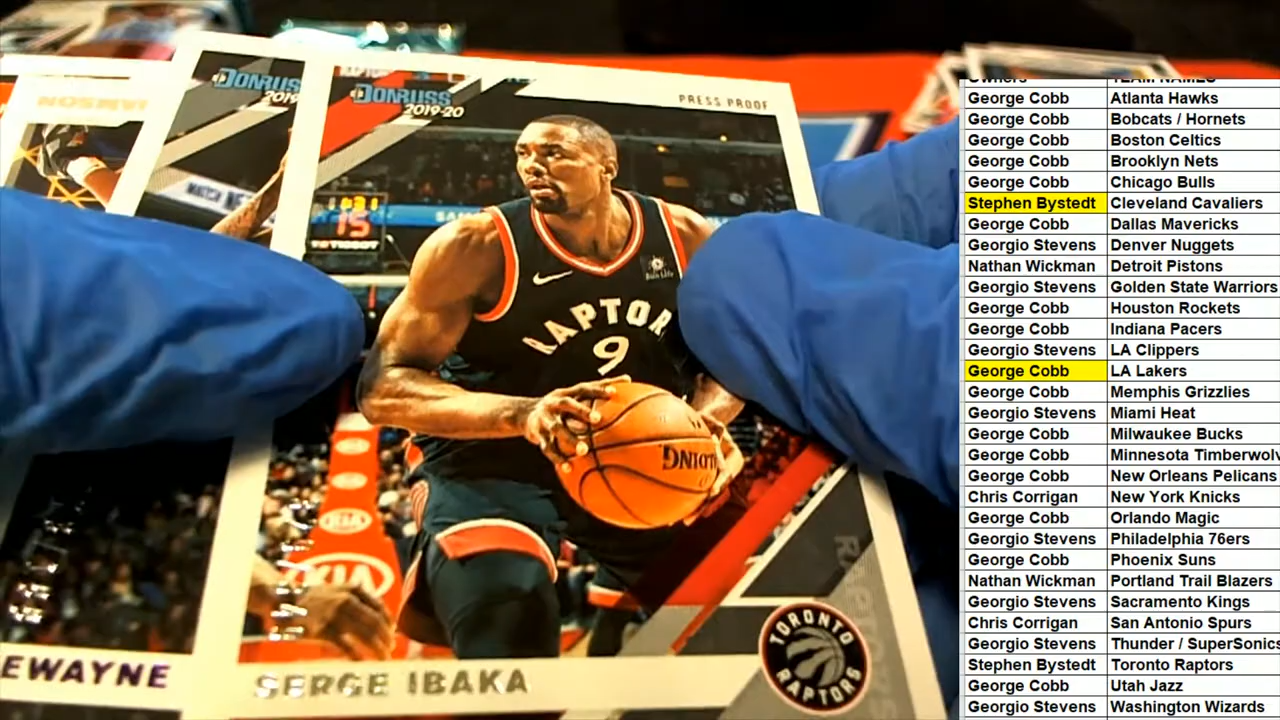 DONRUSS
2019
DONRUSS
2019-20
PRESS PROOF
15
TISSOT
RAPTOR
9
KIA
KIA
EWAYNE
SERGE IBAKA
TORONTO
RAPTORS
Owners TEAM NAMES
George Cobb Atlanta Hawks
George Cobb Bobcats / Hornets
George Cobb Boston Celtics
George Cobb Brooklyn Nets
George Cobb Chicago Bulls
Stephen Bystedt Cleveland Cavaliers
George Cobb Dallas Mavericks
Georgio Stevens Denver Nuggets
Nathan Wickman Detroit Pistons
Georgio Stevens Golden State Warriors
George Cobb Houston Rockets
George Cobb Indiana Pacers
Georgio Stevens LA Clippers
George Cobb LA Lakers
George Cobb Memphis Grizzlies
Georgio Stevens Miami Heat
George Cobb Milwaukee Bucks
George Cobb Minnesota Timberwolv
George Cobb New Orleans Pelicans
Chris Corrigan New York Knicks
George Cobb Orlando Magic
Georgio Stevens Philadelphia 76ers
George Cobb Phoenix Suns
Nathan Wickman Portland Trail Blazers
Georgio Stevens Sacramento Kings
Chris Corrigan San Antonio Spurs
Georgio Stevens Thunder / SuperSonics
Stephen Bystedt Toronto Raptors
George Cobb Utah Jazz
Georgio Stevens Washington Wizards